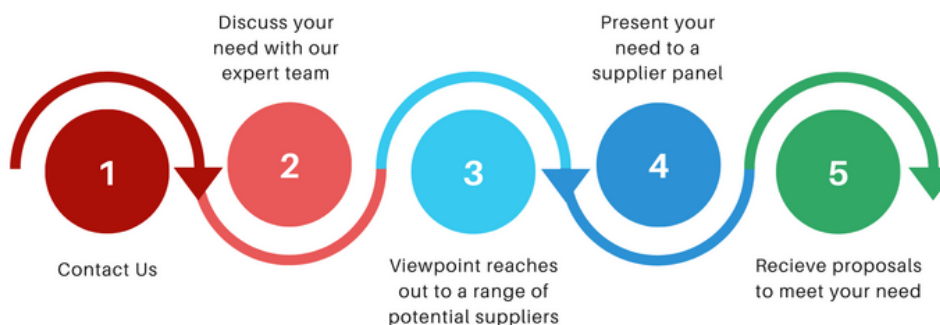 1
Contact Us
Discuss your
need with our
expert team
2
3
Viewpoint reaches
out to a range of
potential suppliers
Present your
need to a
supplier panel
4
5
Recieve proposals
to meet your need